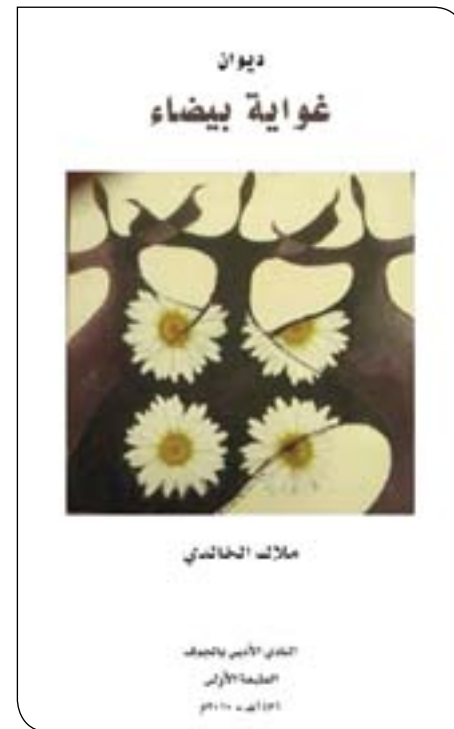 ديوان
غواية بيضاء
ملاك الخالدي
النادي الأدبي بالجوف
الطبعة الأولى